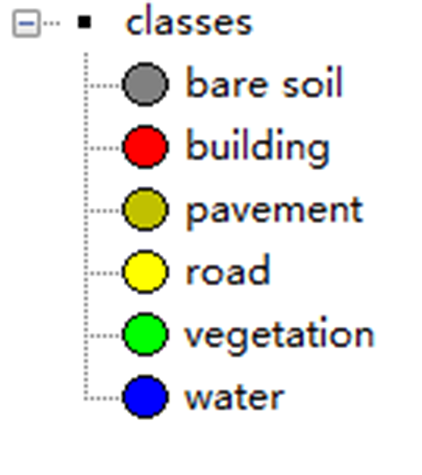 classes
bare soil
building
pavement
road
vegetation
water